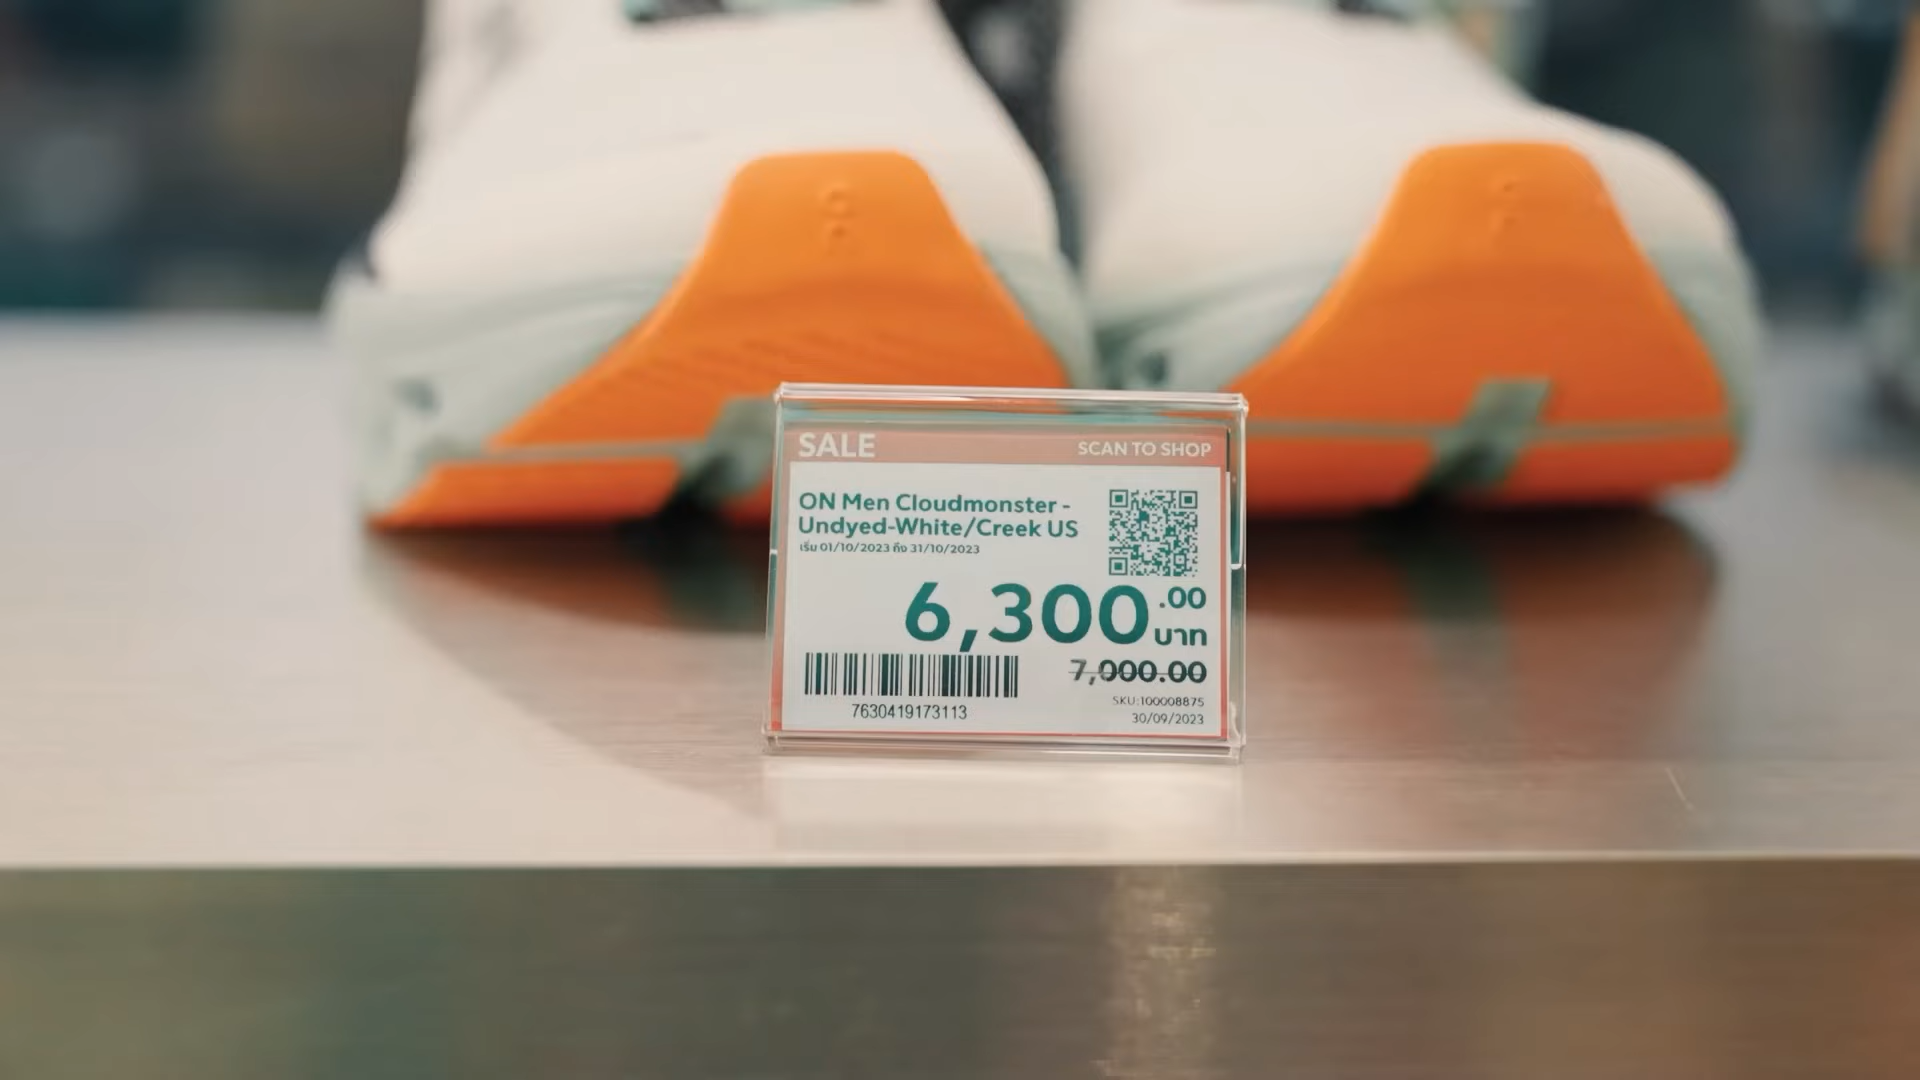 SALE
SCAN TO SHOP
ON Men Cloudmonster -
Undyed-White/Creek US
เริ่ม 01/10/2023 ถึง 31/10/2023
6,300.00
บาท
7,000.00
7630419173113
SKU:100008875
30/09/2023